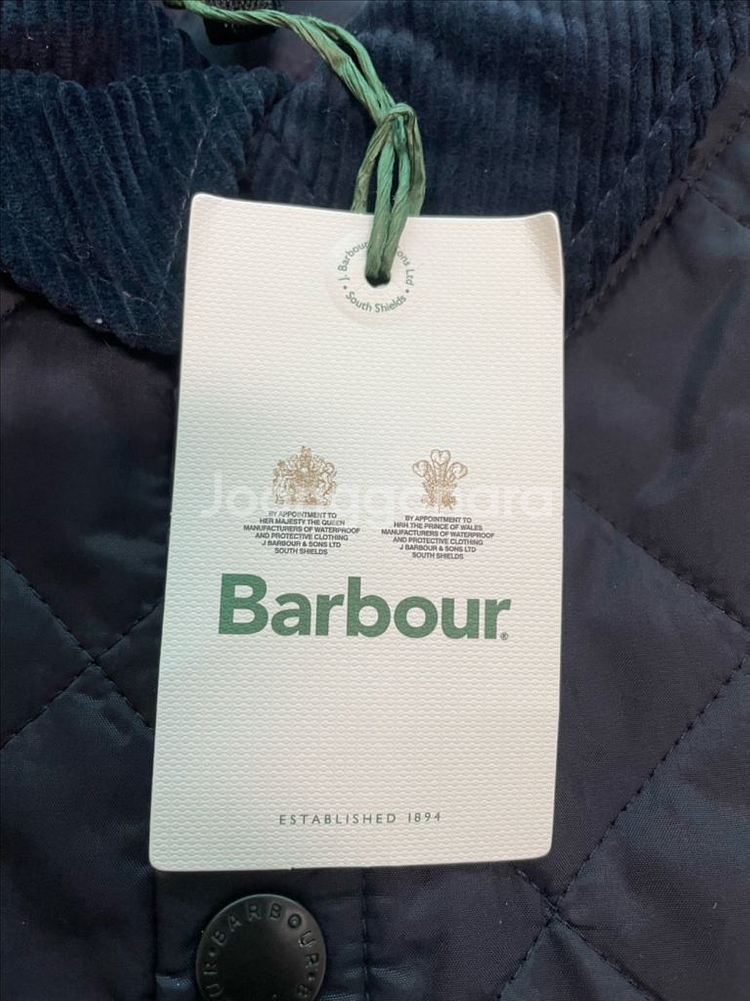 J. Barbour ons Ltd
• South Shields •
BY APPOINTMENT TO
HER MAJESTY THE QUEEN
MANUFACTURERS OF WATERPROOF
AND PROTECTIVE CLOTHING
J BARBOUR & SONS LTD
SOUTH SHIELDS
BY APPOINTMENT TO
HRH THE PRINCE OF WALES
MANUFACTURERS OF WATERPROOF
AND PROTECTIVE CLOTHING
J BARBOUR & SONS LTD
SOUTH SHIELDS
Barbour®
ESTABLISHED 1894
UR • BARBOUR • B